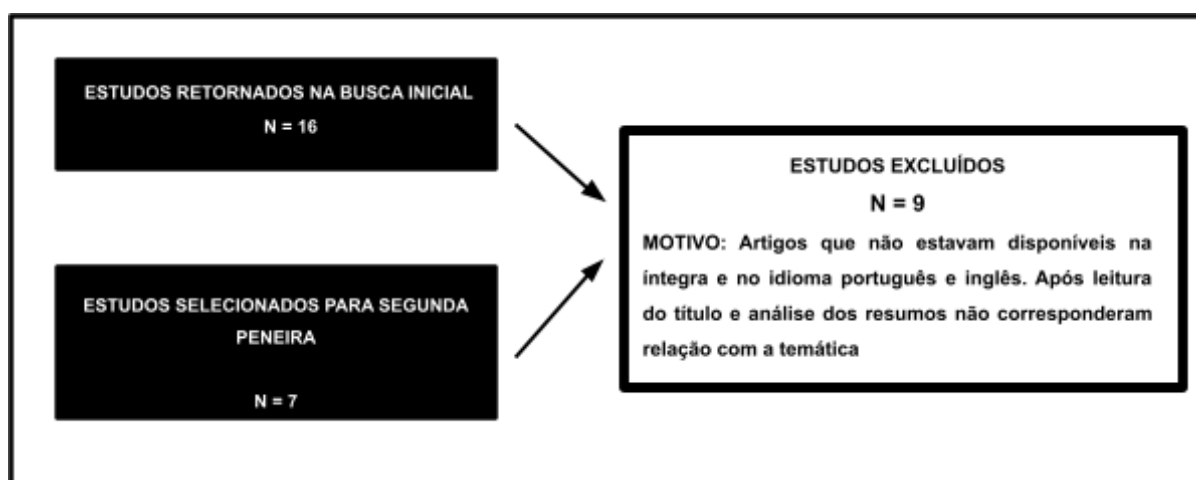 ESTUDOS RETORNADOS NA BUSCA INICIAL
N = 16
ESTUDOS SELECIONADOS PARA SEGUNDA
PENEIRA
N = 7
ESTUDOS EXCLUÍDOS
N = 9
MOTIVO: Artigos que não estavam disponíveis na
íntegra e no idioma português e inglês. Após leitura
do título e análise dos resumos não corresponderam
relação com a temática